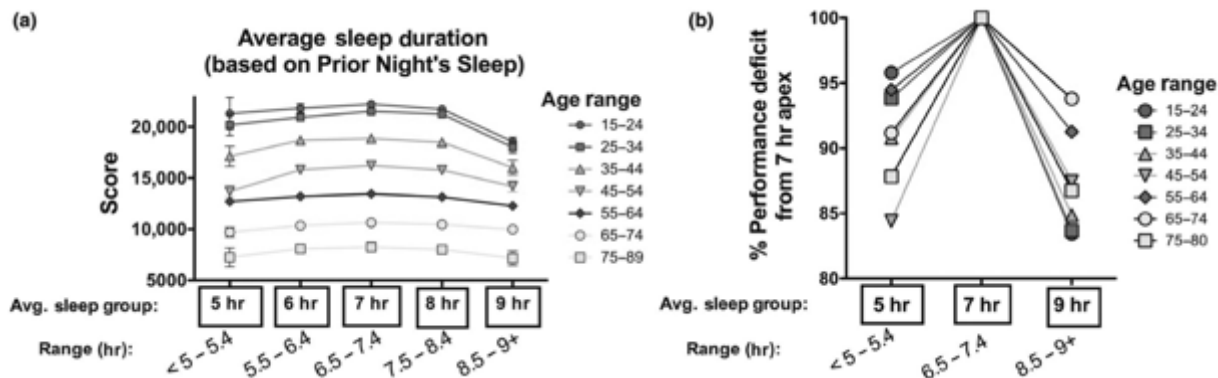 (a)
Average sleep duration
(based on Prior Night's Sleep)
Score
20,000
15,000
10,000
5000
Age range
15–24
25–34
35–44
45–54
55–64
65–74
75–89
Avg. sleep group:
5 hr
6 hr
7 hr
8 hr
9 hr
Range (hr):
< 5 – 5.4
5.5 – 6.4
6.5 – 7.4
7.5 – 8.4
8.5 – 9+
(b)
% Performance deficit
from 7 hr apex
100
95
90
85
80
Age range
15–24
25–34
35–44
45–54
55–64
65–74
75–80
Avg. sleep group:
5 hr
7 hr
9 hr
Range (hr):
< 5 – 5.4
6.5 – 7.4
8.5 – 9+